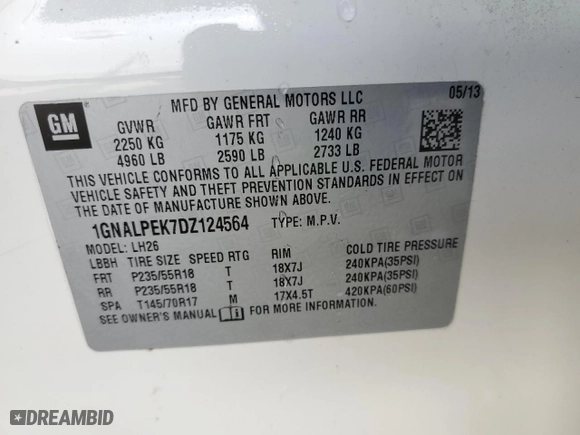 MFD BY GENERAL MOTORS LLC 05/13
GM
GVWR GAWR FRT GAWR RR
2250 KG 1175 KG 1240 KG
4960 LB 2590 LB 2733 LB
THIS VEHICLE CONFORMS TO ALL APPLICABLE U.S. FEDERAL MOTOR
VEHICLE SAFETY AND THEFT PREVENTION STANDARDS IN EFFECT ON
THE DATE OF MANUFACTURE SHOWN ABOVE.
1GNALPEK7DZ124564 TYPE: M.P.V.
MODEL: LH26
LBBH TIRE SIZE SPEED RTG RIM COLD TIRE PRESSURE
FRT P235/55R18 T 18X7J 240KPA(35PSI)
RR P235/55R18 T 18X7J 240KPA(35PSI)
SPA T145/70R17 M 17X4.5T 420KPA(60PSI)
SEE OWNER'S MANUAL FOR MORE INFORMATION.
DREAMBID